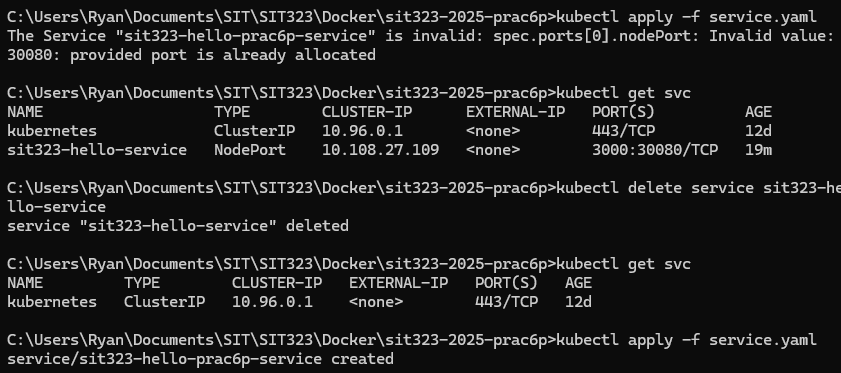 C:\Users\Ryan\Documents\SIT\SIT323\Docker\sit323-2025-prac6p>kubectl apply -f service.yaml
The Service "sit323-hello-prac6p-service" is invalid: spec.ports[0].nodePort: Invalid value:
30080: provided port is already allocated
C:\Users\Ryan\Documents\SIT\SIT323\Docker\sit323-2025-prac6p>kubectl get svc
NAME                   TYPE        CLUSTER-IP      EXTERNAL-IP   PORT(S)          AGE
kubernetes             ClusterIP   10.96.0.1       <none>        443/TCP          12d
sit323-hello-service   NodePort    10.108.27.109   <none>        3000:30080/TCP   19m
C:\Users\Ryan\Documents\SIT\SIT323\Docker\sit323-2025-prac6p>kubectl delete service sit323-he
llo-service
service "sit323-hello-service" deleted
C:\Users\Ryan\Documents\SIT\SIT323\Docker\sit323-2025-prac6p>kubectl get svc
NAME         TYPE        CLUSTER-IP   EXTERNAL-IP   PORT(S)   AGE
kubernetes   ClusterIP   10.96.0.1    <none>        443/TCP   12d
C:\Users\Ryan\Documents\SIT\SIT323\Docker\sit323-2025-prac6p>kubectl apply -f service.yaml
service/sit323-hello-prac6p-service created